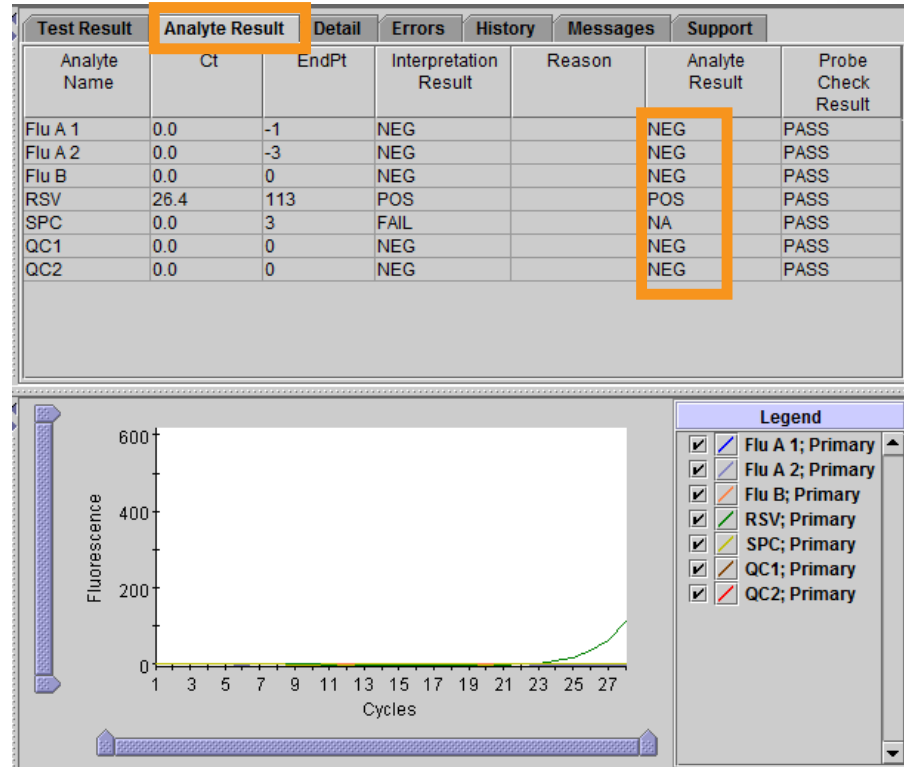 Test Result Analyte Result Detail Errors History Messages Support
Analyte Name Ct EndPt Interpretation Result Reason Analyte Result Probe Check Result
Flu A 1 0.0 -1 NEG NEG PASS
Flu A 2 0.0 -3 NEG NEG PASS
Flu B 0.0 0 NEG NEG PASS
RSV 26.4 113 POS POS PASS
SPC 0.0 3 FAIL NA PASS
QC1 0.0 0 NEG NEG PASS
QC2 0.0 0 NEG NEG PASS
600
400
200
0
Fluorescence
1 3 5 7 9 11 13 15 17 19 21 23 25 27
Cycles
Legend
Flu A 1; Primary
Flu A 2; Primary
Flu B; Primary
RSV; Primary
SPC; Primary
QC1; Primary
QC2; Primary